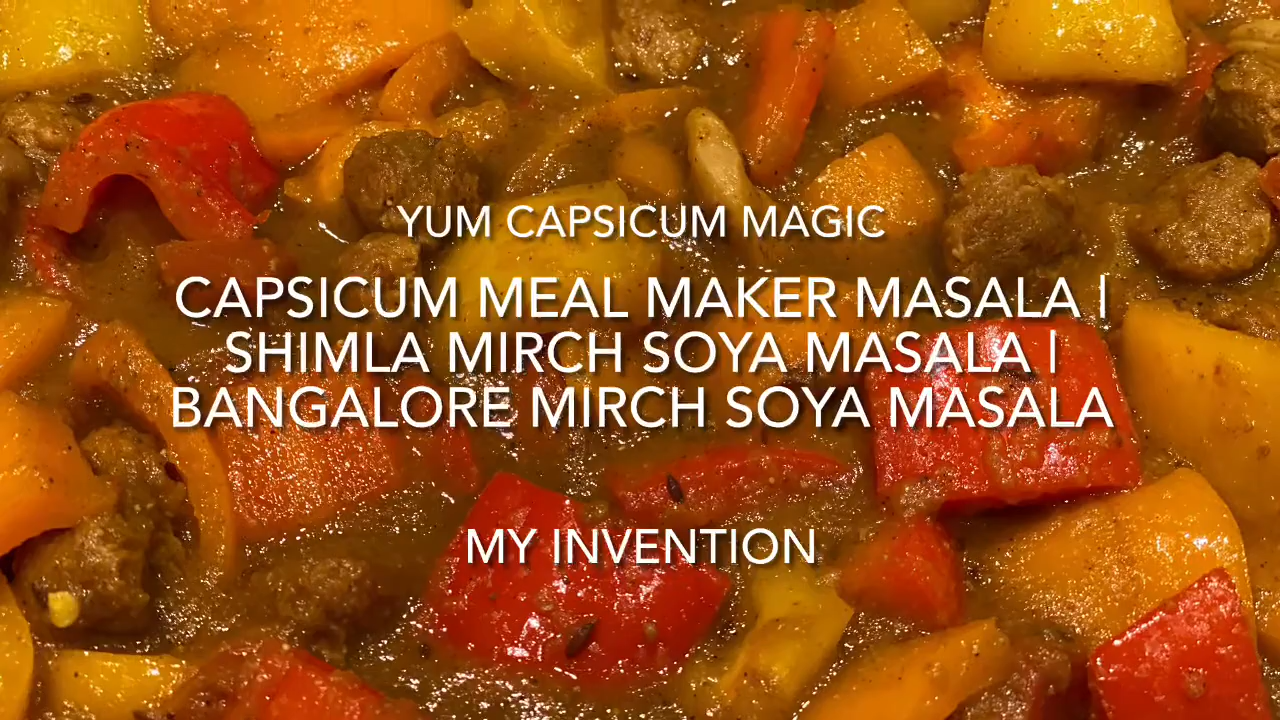 YUM CAPSICUM MAGIC
CAPSICUM MEAL MAKER MASALA |
SHIMLA MIRCH SOYA MASALA |
BANGALORE MIRCH SOYA MASALA
MY INVENTION